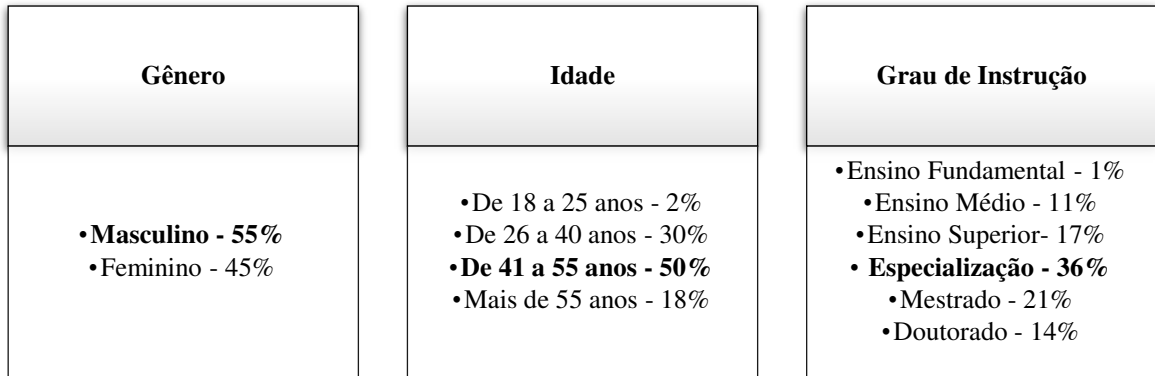 Gênero
•Masculino - 55%
•Feminino - 45%
Idade
•De 18 a 25 anos - 2%
•De 26 a 40 anos - 30%
•De 41 a 55 anos - 50%
•Mais de 55 anos - 18%
Grau de Instrução
•Ensino Fundamental - 1%
•Ensino Médio - 11%
•Ensino Superior- 17%
• Especialização - 36%
•Mestrado - 21%
•Doutorado - 14%